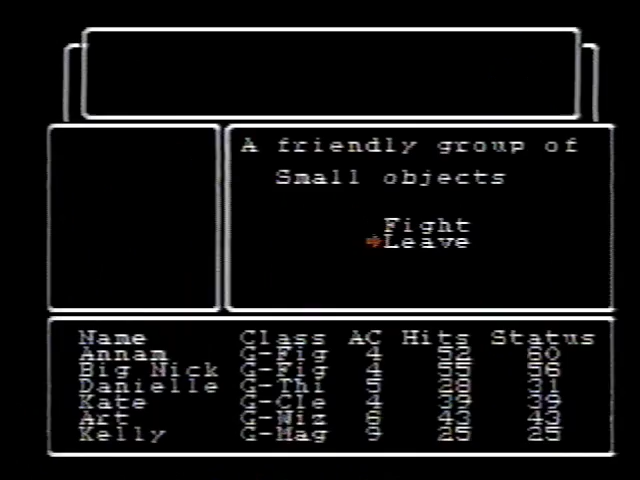 A friendly group of
Small objects
Fight
Leave
Name Class AC Hits Status
Annam G-Fig 4 52 60
Big Nick G-Fig 4 55 56
Danielle G-Thi 5 28 31
Kate G-Cle 4 39 39
Art G-Wiz 6 43 43
Kelly G-Mag 9 25 25